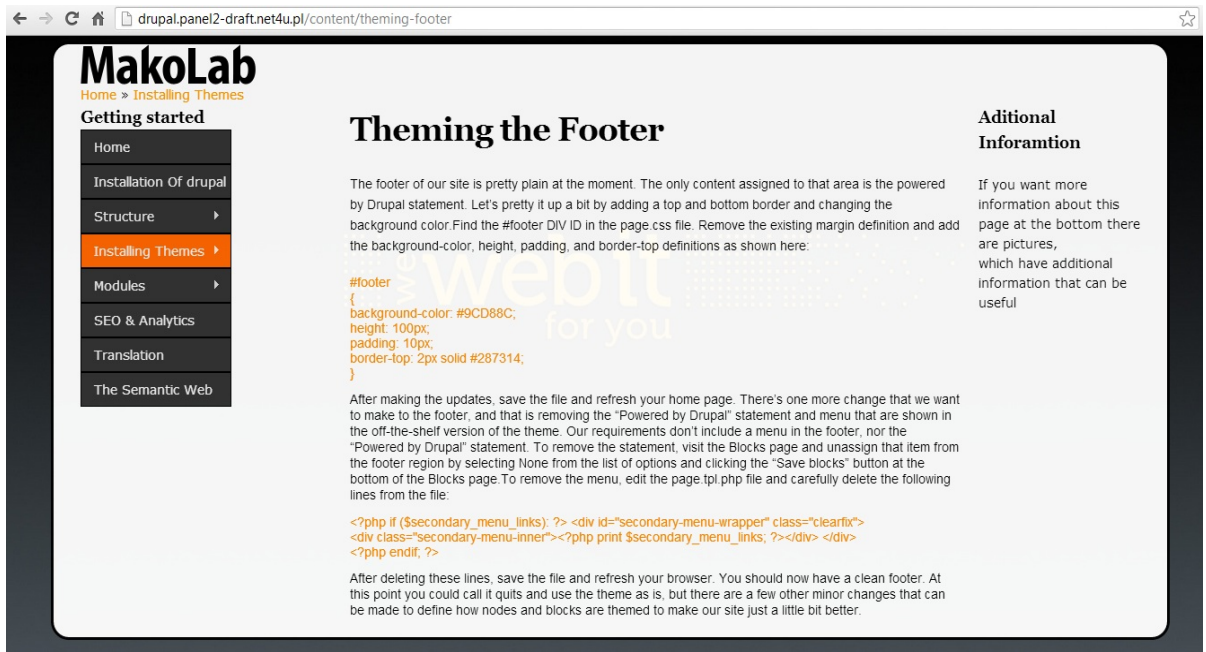 drupal.panel2-draft.net4u.pl/content/theming-footer
MakoLab
Home » Installing Themes
Getting started
Home
Installation Of drupal
Structure
Installing Themes
Modules
SEO & Analytics
Translation
The Semantic Web
Theming the Footer
The footer of our site is pretty plain at the moment. The only content assigned to that area is the powered
by Drupal statement. Let's pretty it up a bit by adding a top and bottom border and changing the
background color.Find the #footer DIV ID in the page.css file. Remove the existing margin definition and add
the background-color, height, padding, and border-top definitions as shown here:
#footer
{
background-color: #9CD88C;
height: 100px;
padding: 10px;
border-top: 2px solid #287314;
}
After making the updates, save the file and refresh your home page. There's one more change that we want
to make to the footer, and that is removing the “Powered by Drupal” statement and menu that are shown in
the off-the-shelf version of the theme. Our requirements don't include a menu in the footer, nor the
“Powered by Drupal” statement. To remove the statement, visit the Blocks page and unassign that item from
the footer region by selecting None from the list of options and clicking the “Save blocks” button at the
bottom of the Blocks page.To remove the menu, edit the page.tpl.php file and carefully delete the following
lines from the file:
<?php if ($secondary_menu_links): ?> <div id="secondary-menu-wrapper" class="clearfix">
<div class="secondary-menu-inner"><?php print $secondary_menu_links; ?></div> </div>
<?php endif; ?>
After deleting these lines, save the file and refresh your browser. You should now have a clean footer. At
this point you could call it quits and use the theme as is, but there are a few other minor changes that can
be made to define how nodes and blocks are themed to make our site just a little bit better.
we web it
for you
Aditional
Inforamtion
If you want more
information about this
page at the bottom there
are pictures,
which have additional
information that can be
useful